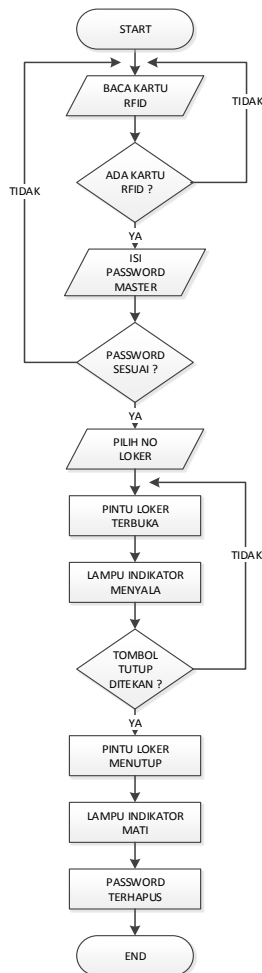 START
BACA KARTU
RFID
TIDAK
ADA KARTU
RFID ?
TIDAK
YA
ISI
PASSWORD
MASTER
PASSWORD
SESUAI ?
YA
PILIH NO
LOKER
PINTU LOKER
TERBUKA
TIDAK
LAMPU INDIKATOR
MENYALA
TOMBOL
TUTUP
DITEKAN ?
YA
PINTU LOKER
MENUTUP
LAMPU INDIKATOR
MATI
PASSWORD
TERHAPUS
END